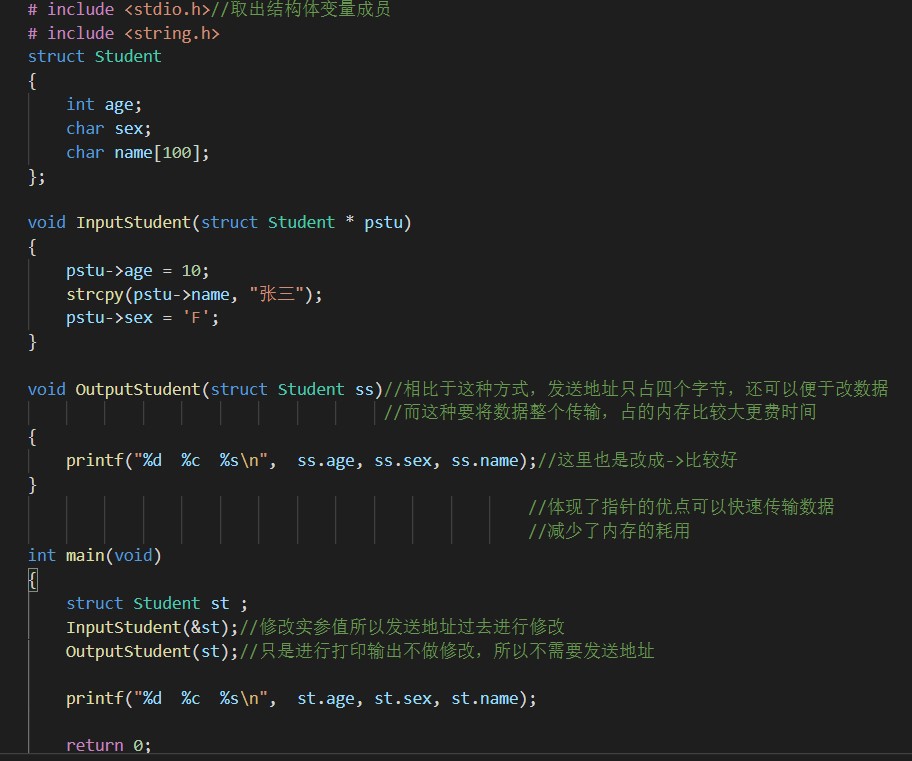 # include <stdio.h>//取出结构体变量成员
# include <string.h>
struct Student
{
    int age;
    char sex;
    char name[100];
};
void InputStudent(struct Student * pstu)
{
    pstu->age = 10;
    strcpy(pstu->name, "张三");
    pstu->sex = 'F';
}
void OutputStudent(struct Student ss)//相比于这种方式，发送地址只占四个字节，还可以便于改数据
//而这种要将数据整个传输，占的内存比较大更费时间
{
    printf("%d  %c  %s\n",  ss.age, ss.sex, ss.name);//这里也是改成->比较好
}
//体现了指针的优点可以快速传输数据
//减少了内存的耗用
int main(void)
{
    struct Student st ;
    InputStudent(&st);//修改实参值所以发送地址过去进行修改
    OutputStudent(st);//只是进行打印输出不做修改，所以不需要发送地址
    printf("%d  %c  %s\n",  st.age, st.sex, st.name);
    return 0;